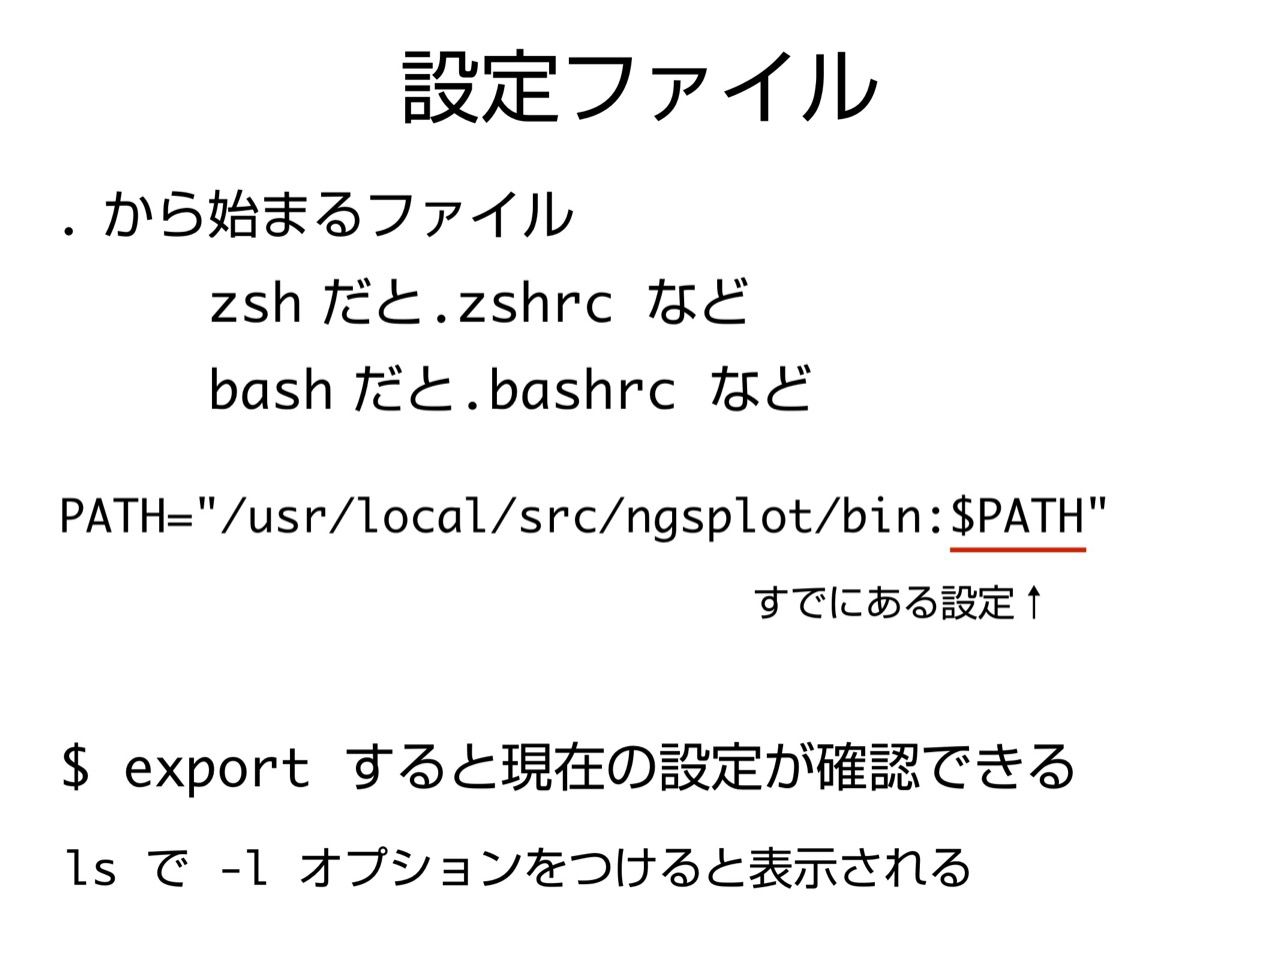 設定ファイル
. から始まるファイル
zsh だと.zshrc など
bash だと.bashrc など
PATH="/usr/local/src/ngsplot/bin:$PATH"
すでにある設定↑
$ export すると現在の設定が確認できる
ls で -l オプションをつけると表示される